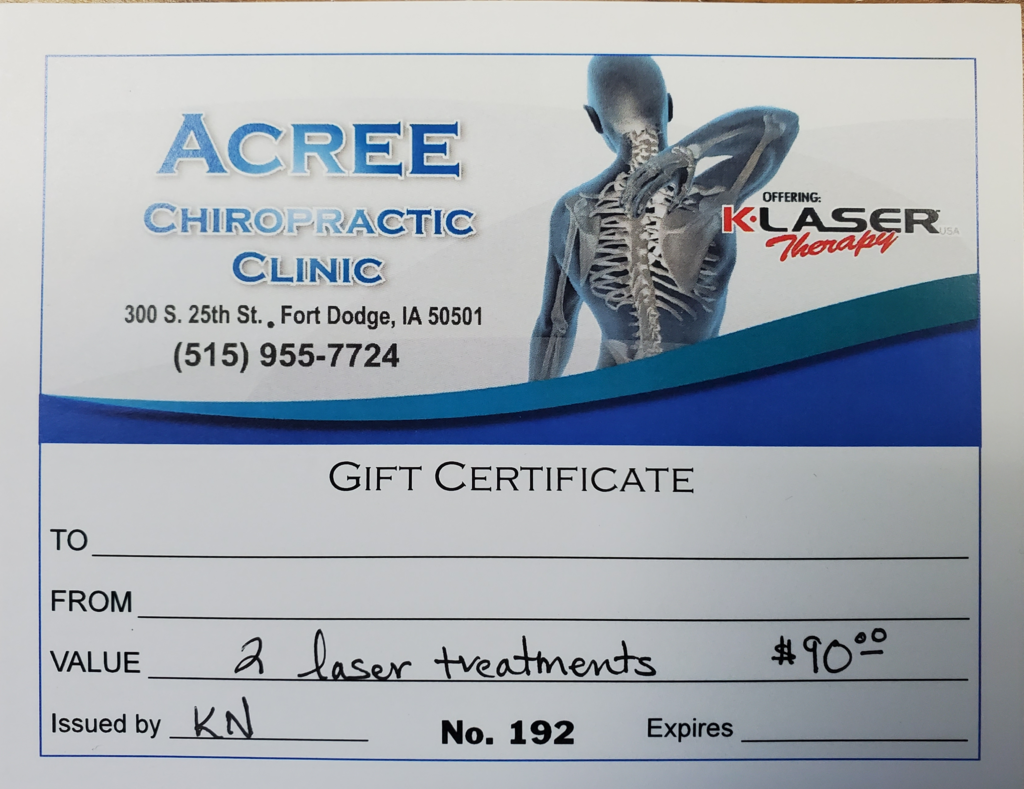 ACREE
CHIROPRACTIC
CLINIC
300 S. 25th St. . Fort Dodge, IA 50501
(515) 955-7724
OFFERING:
K·LASER USA
Therapy
GIFT CERTIFICATE
TO
FROM
VALUE 2 laser treatments $90.00
Issued by KN No. 192 Expires